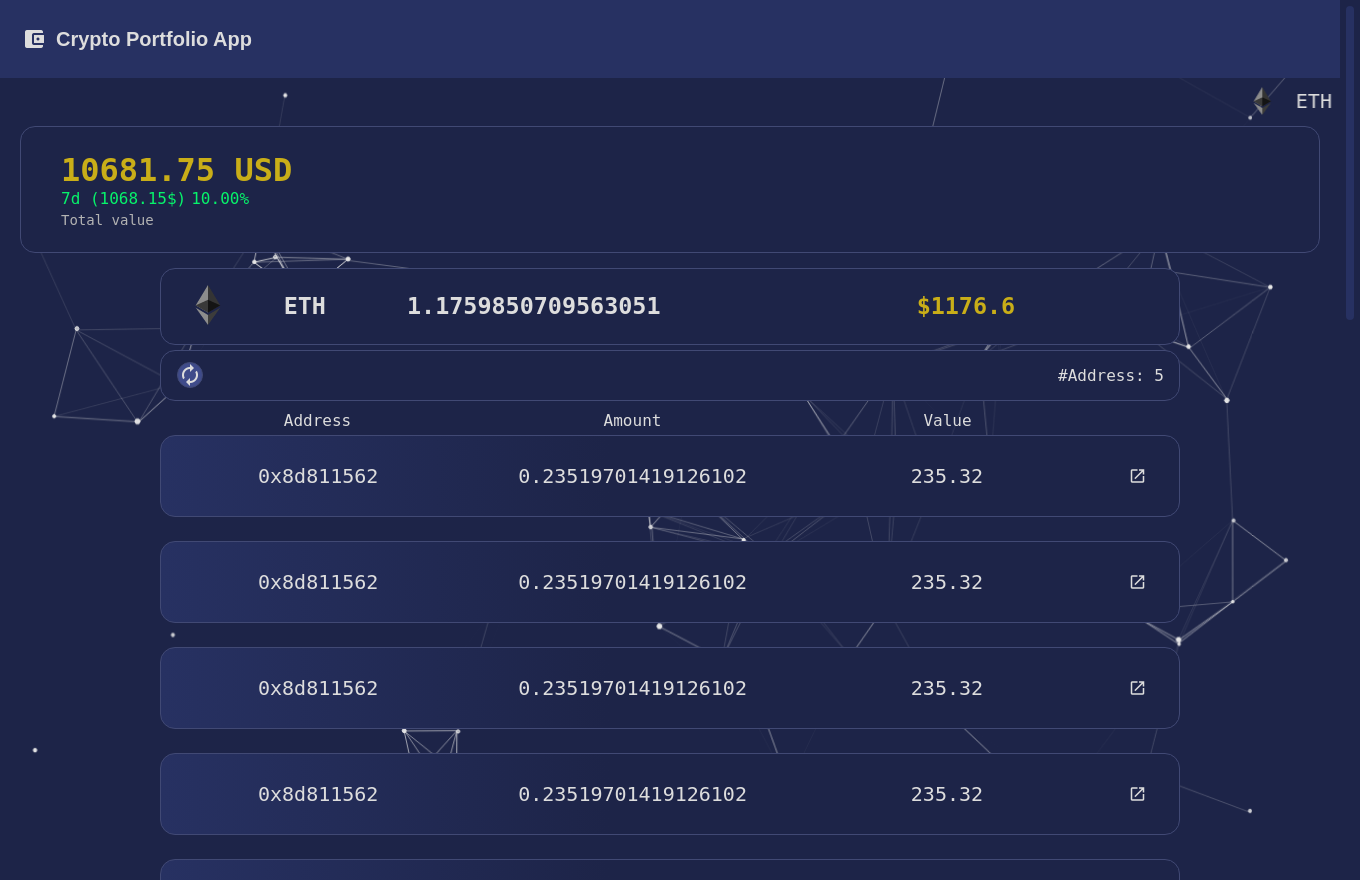 Crypto Portfolio App
ETH
10681.75 USD
7d (1068.15$) 10.00%
Total value
ETH 1.1759850709563051 $1176.6
#Address: 5
Address Amount Value
0x8d811562 0.23519701419126102 235.32
0x8d811562 0.23519701419126102 235.32
0x8d811562 0.23519701419126102 235.32
0x8d811562 0.23519701419126102 235.32